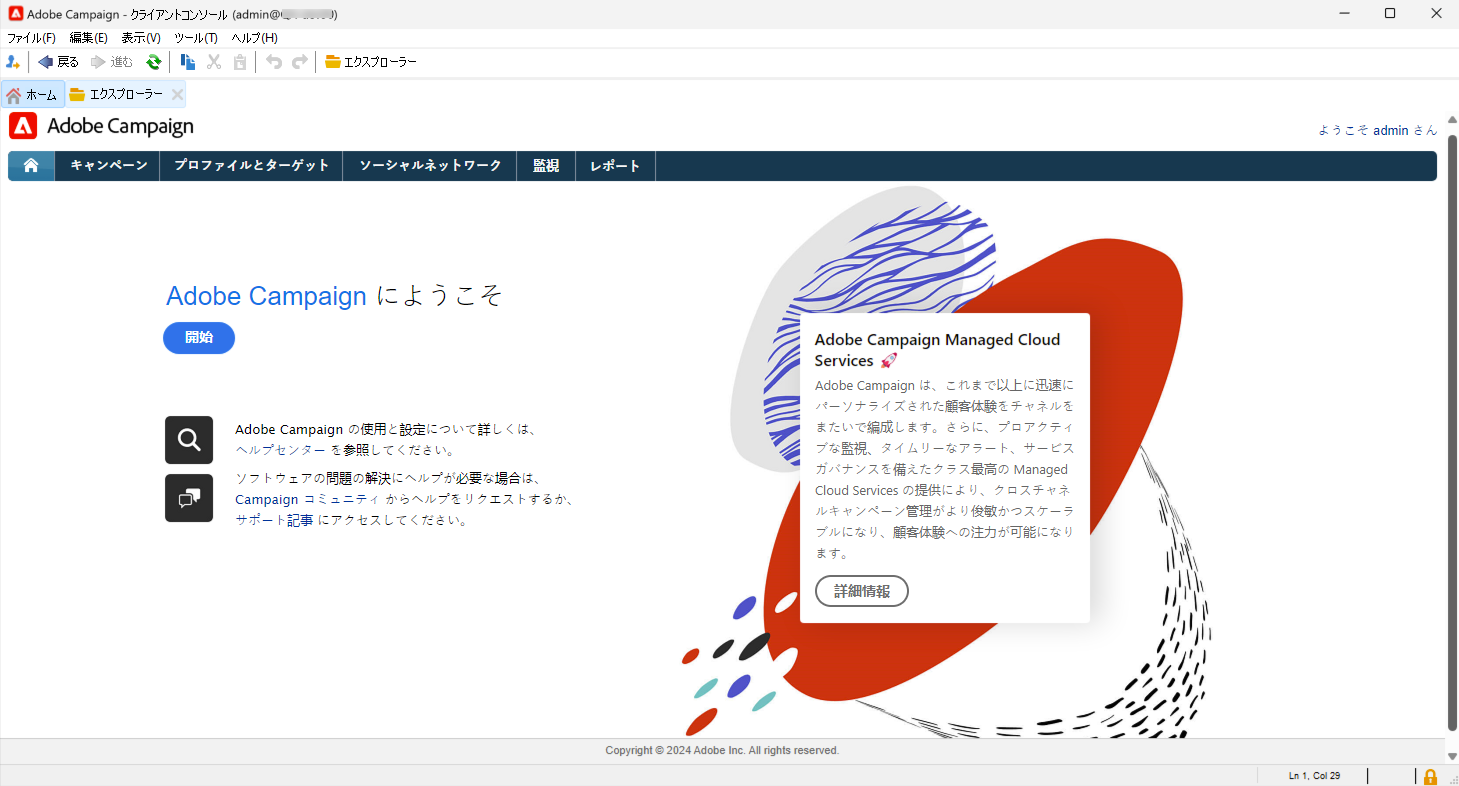 Adobe Campaign - クライアントコンソール (admin@
ファイル(F) 編集(E) 表示(V) ツール(T) ヘルプ(H)
戻る 進む エクスプローラー
ホーム エクスプローラー
Adobe Campaign
ようこそ admin さん
キャンペーン プロファイルとターゲット ソーシャルネットワーク 監視 レポート
Adobe Campaign にようこそ
開始
Adobe Campaign の使用と設定について詳しくは、
ヘルプセンター を参照してください。
ソフトウェアの問題の解決にヘルプが必要な場合は、
Campaign コミュニティ からヘルプをリクエストするか、
サポート記事 にアクセスしてください。
Adobe Campaign Managed Cloud
Services 🚀
Adobe Campaign は、これまで以上に迅速に
パーソナライズされた顧客体験をチャネルを
またいで編成します。さらに、プロアクティ
ブな監視、タイムリーなアラート、サービス
ガバナンスを備えたクラス最高の Managed
Cloud Services の提供により、クロスチャネ
ルキャンペーン管理がより俊敏かつスケーラ
ブルになり、顧客体験への注力が可能になり
ます。
詳細情報
Copyright © 2024 Adobe Inc. All rights reserved.
Ln 1, Col 29